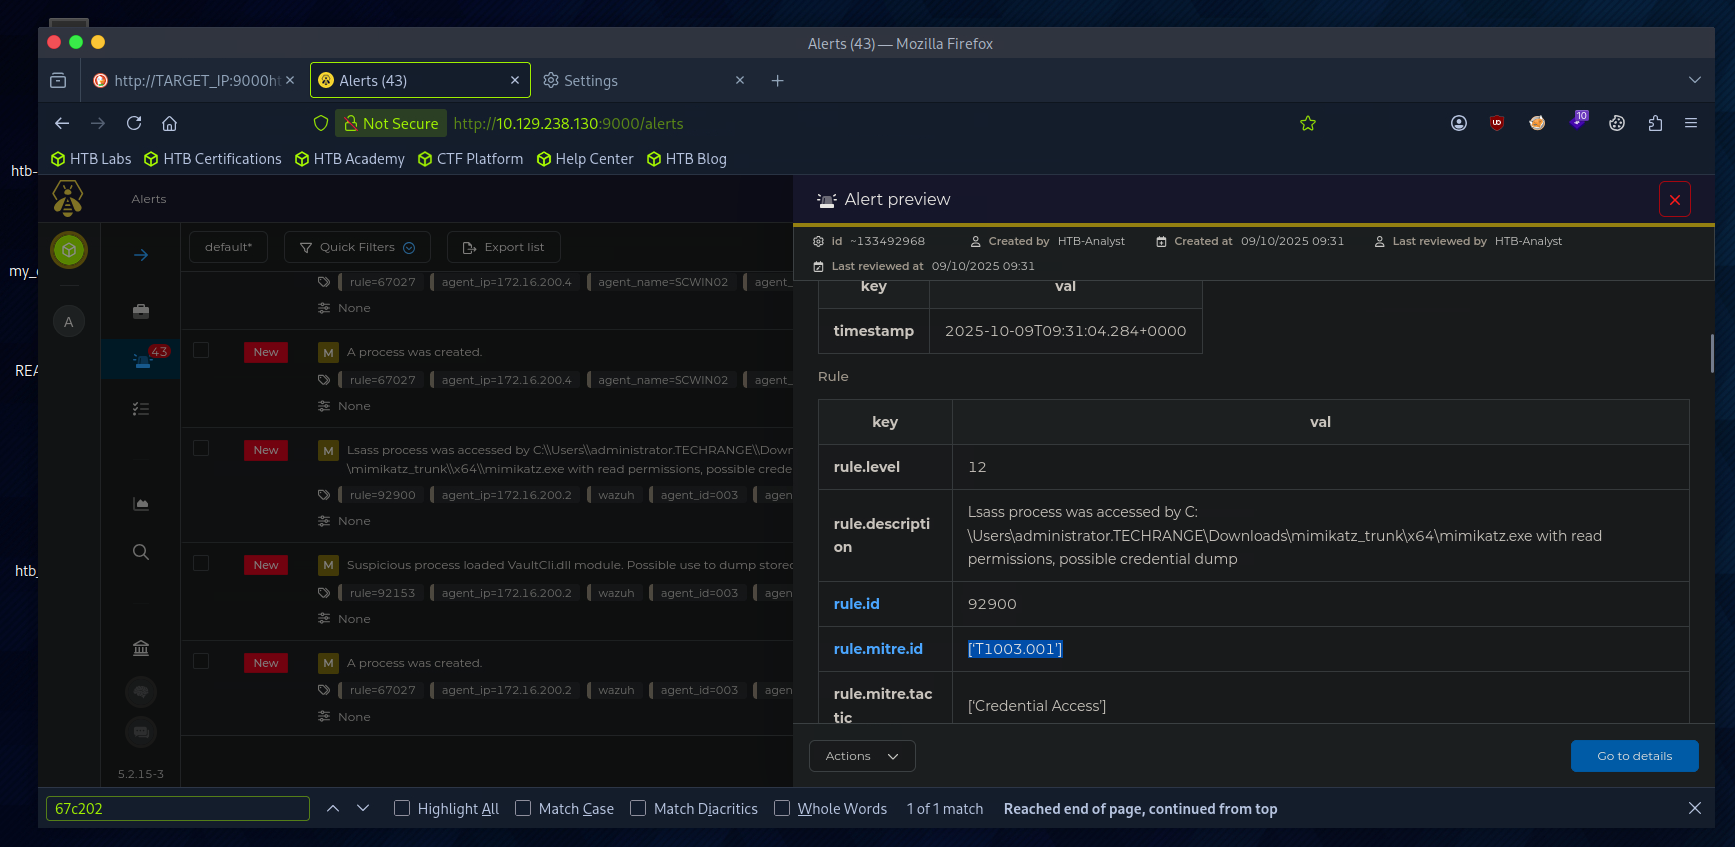 Alerts (43) — Mozilla Firefox
http://TARGET_IP:9000ht
Alerts (43)
Settings
Not Secure
http://10.129.238.130:9000/alerts
10
HTB Labs
HTB Certifications
HTB Academy
CTF Platform
Help Center
HTB Blog
htb-
my_
REA
htb_
Alerts
A
43
5.2.15-3
default*
Quick Filters
Export list
rule=67027 agent_ip=172.16.200.4 agent_name=SCWIN02 agent_
None
New
M
A process was created.
rule=67027 agent_ip=172.16.200.4 agent_name=SCWIN02 agent_
None
New
M
Lsass process was accessed by C:\\Users\\administrator.TECHRANGE\\Down
\mimikatz_trunk\\x64\\mimikatz.exe with read permissions, possible crede
rule=92900 agent_ip=172.16.200.2 wazuh agent_id=003 agen
None
New
M
Suspicious process loaded VaultCli.dll module. Possible use to dump stored
rule=92153 agent_ip=172.16.200.2 wazuh agent_id=003 agen
None
New
M
A process was created.
rule=67027 agent_ip=172.16.200.2 wazuh agent_id=003 agen
None
Alert preview
Id ~133492968 Created by HTB-Analyst Created at 09/10/2025 09:31 Last reviewed by HTB-Analyst
Last reviewed at 09/10/2025 09:31
key val
timestamp 2025-10-09T09:31:04.284+0000
Rule
key val
rule.level 12
rule.descripti
on
Lsass process was accessed by C:
\Users\administrator.TECHRANGE\Downloads\mimikatz_trunk\x64\mimikatz.exe with read
permissions, possible credential dump
rule.id 92900
rule.mitre.id ['T1003.001']
rule.mitre.tac
tic
['Credential Access']
Actions
Go to details
67c202
Highlight All
Match Case
Match Diacritics
Whole Words
1 of 1 match
Reached end of page, continued from top